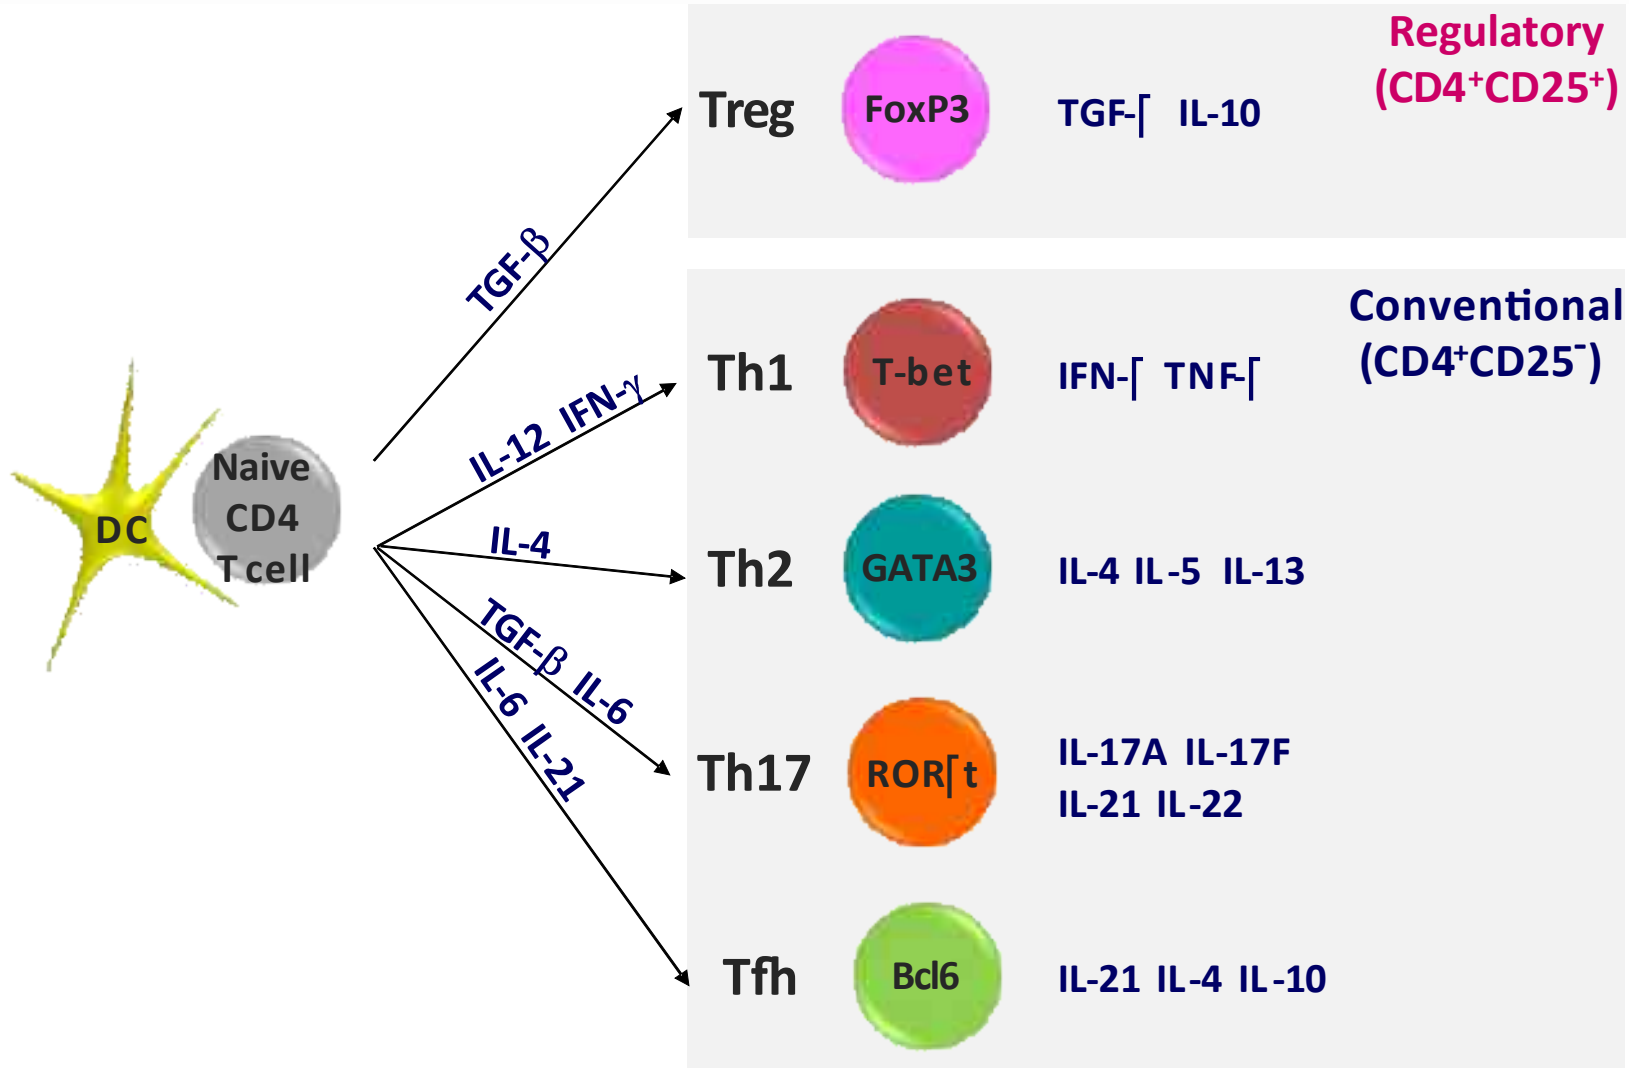 Regulatory
(CD4⁺CD25⁺)
Treg
FoxP3
TGF-⌈ IL-10
TGF-β
Conventional
(CD4⁺CD25⁻)
Th1
T-bet
IFN-⌈ TNF-⌈
IL-12 IFN-γ
DC
Naive
CD4
T cell
IL-4
Th2
GATA3
IL-4 IL-5 IL-13
TGF-β IL-6
IL-6 IL-21
Th17
ROR⌈t
IL-17A IL-17F
IL-21 IL-22
Tfh
Bcl6
IL-21 IL-4 IL-10